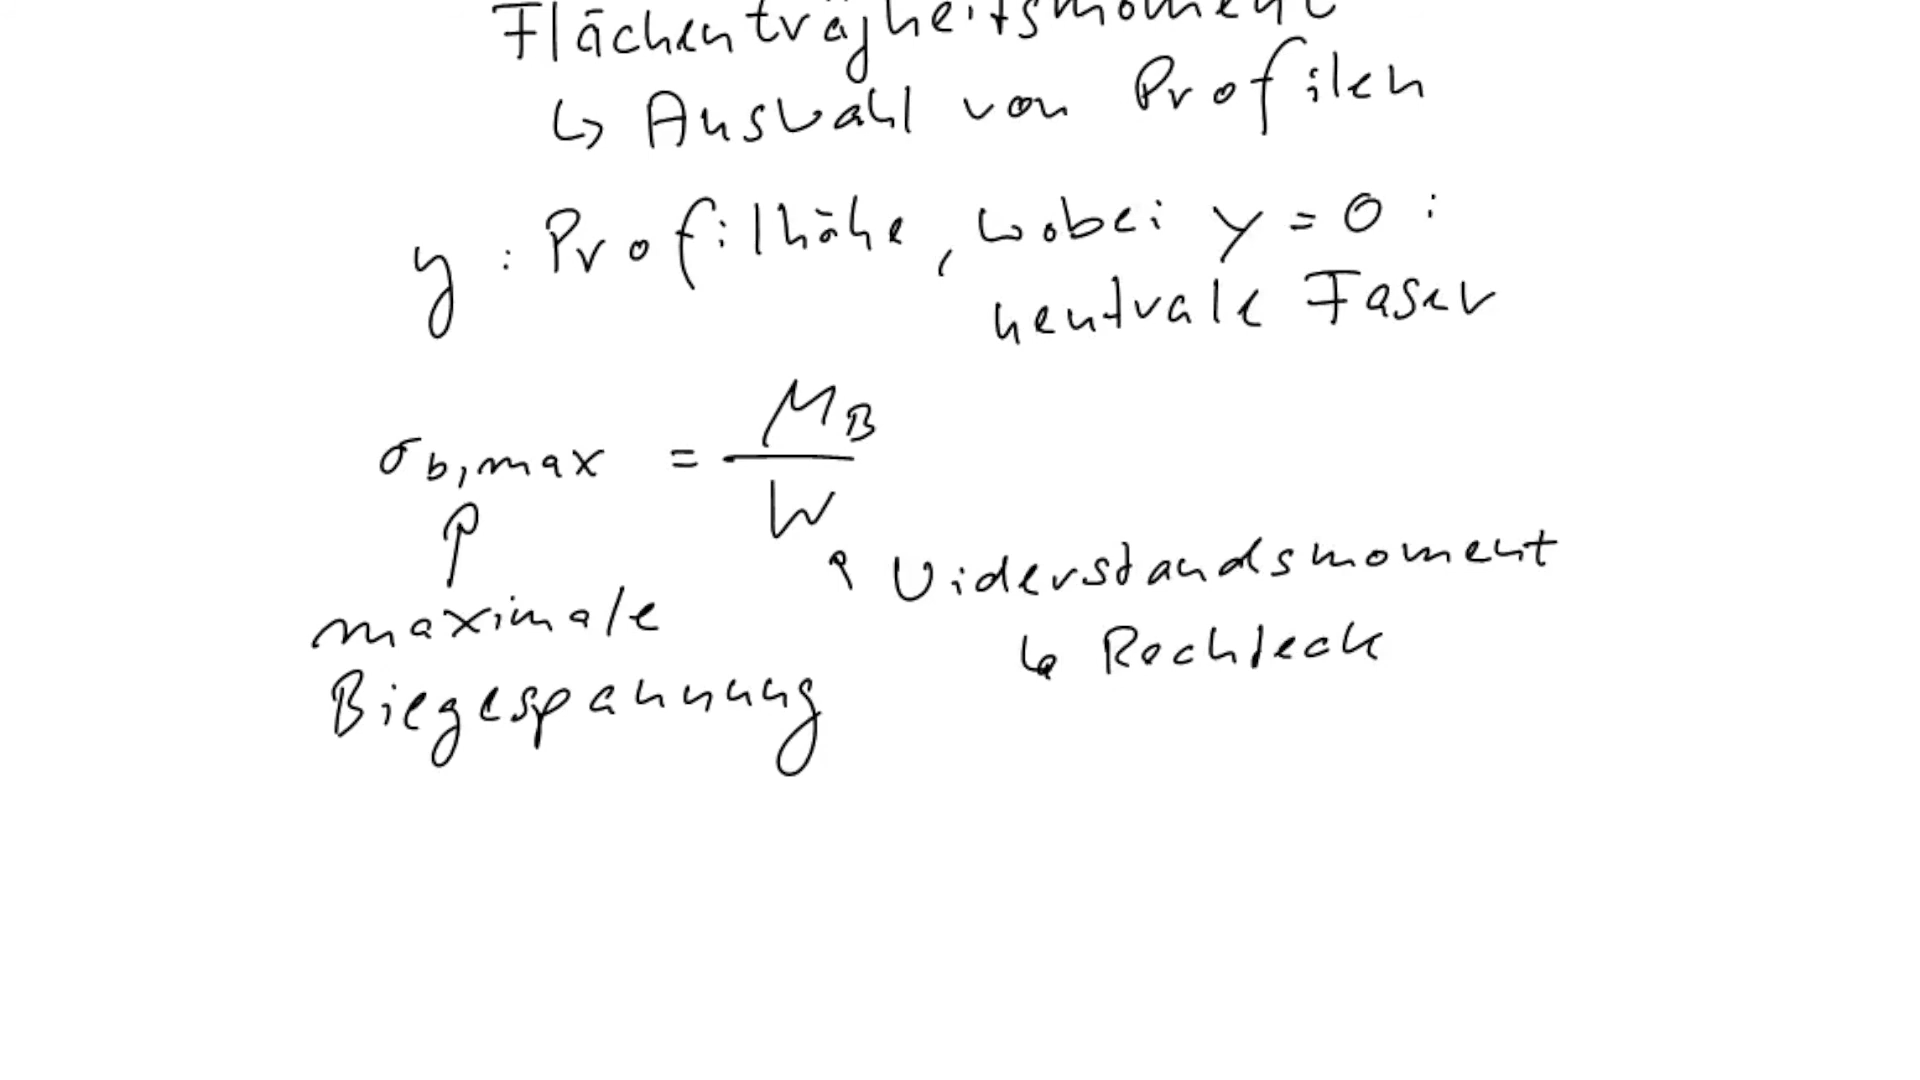 Flächenträgheitsmoment
↳ Auswahl von Profilen
y : Profilhöhe, wobei y = 0 :
neutrale Faser
σb,max = MB / W
↑ Widerstandsmoment
maximale
↳ Rechteck
Biegespannung